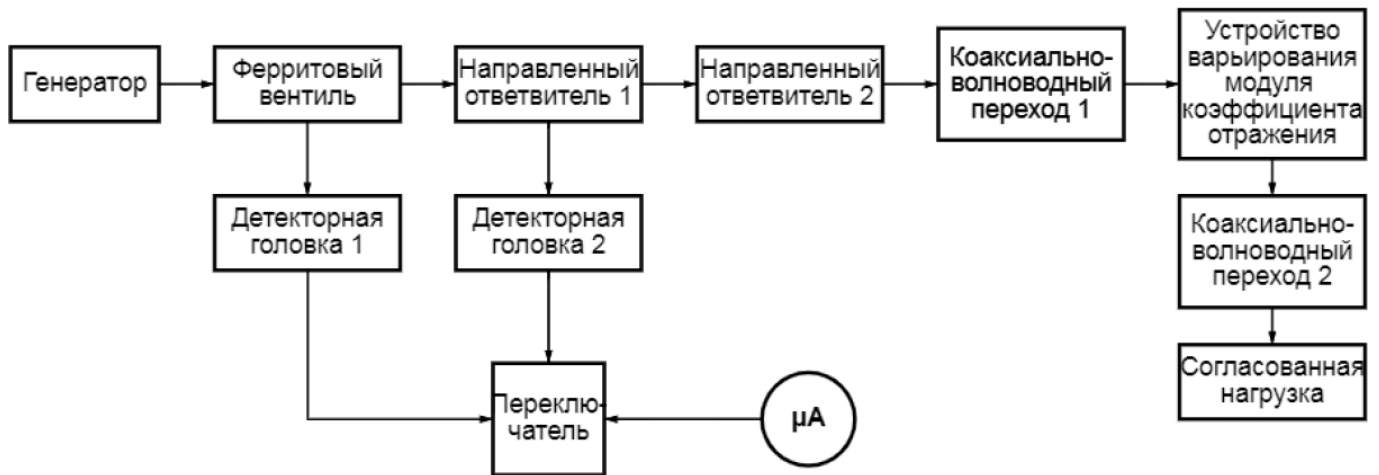 Генератор
Ферритовый
вентиль
Направленный
ответвитель 1
Направленный
ответвитель 2
Коаксиально-
волноводный
переход 1
Устройство
варьирования
модуля
коэффициента
отражения
Детекторная
головка 1
Детекторная
головка 2
Коаксиально-
волноводный
переход 2
Переклю-
чатель
μA
Согласованная
нагрузка